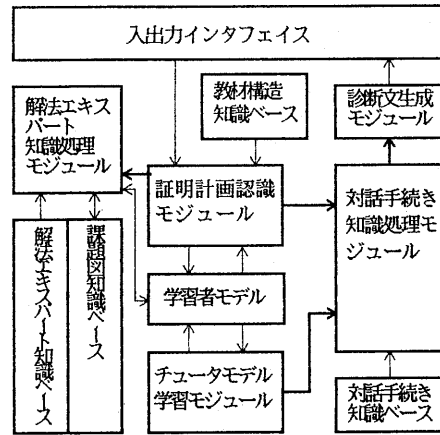 入出力インタフェイス
解法エキス
パート
知識処理
モジュール
教材構造
知識ベース
診断文生成
モジュール
証明計画認識
モジュール
対話手続き
知識処理モ
ジュール
解法エキスパート知識ベース
課題図知識ベース
学習者モデル
チュータモデル
学習モジュール
対話手続き
知識ベース